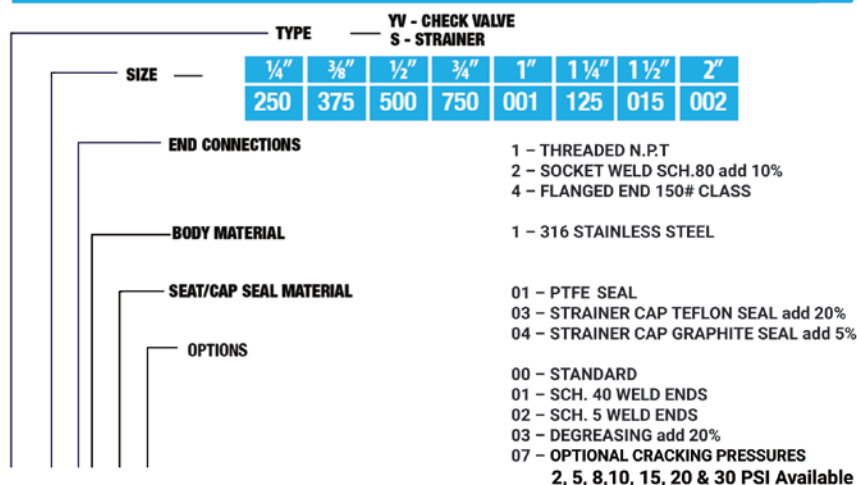 TYPE — YV - CHECK VALVE
S - STRAINER
SIZE — ¼" ⅜" ½" ¾" 1" 1 ¼" 1 ½" 2"
250 375 500 750 001 125 015 002
END CONNECTIONS
1 – THREADED N.P.T
2 – SOCKET WELD SCH.80 add 10%
4 – FLANGED END 150# CLASS
BODY MATERIAL
1 – 316 STAINLESS STEEL
SEAT/CAP SEAL MATERIAL
01 – PTFE SEAL
03 – STRAINER CAP TEFLON SEAL add 20%
04 – STRAINER CAP GRAPHITE SEAL add 5%
OPTIONS
00 – STANDARD
01 – SCH. 40 WELD ENDS
02 – SCH. 5 WELD ENDS
03 – DEGREASING add 20%
07 – OPTIONAL CRACKING PRESSURES
2, 5, 8,10, 15, 20 & 30 PSI Available